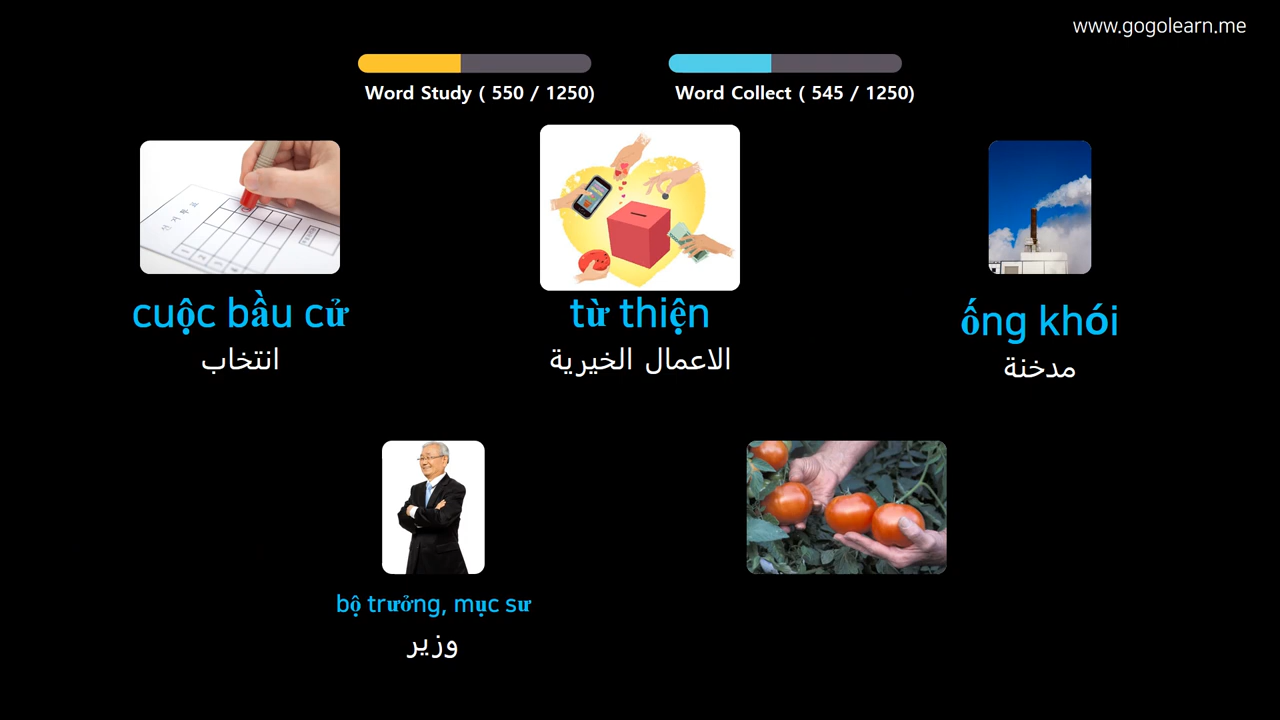 www.gogolearn.me
Word Study ( 550 / 1250)
Word Collect ( 545 / 1250)
cuộc bầu cử
انتخاب
từ thiện
الاعمال الخيرية
ống khói
مدخنة
bộ trưởng, mục sư
وزير